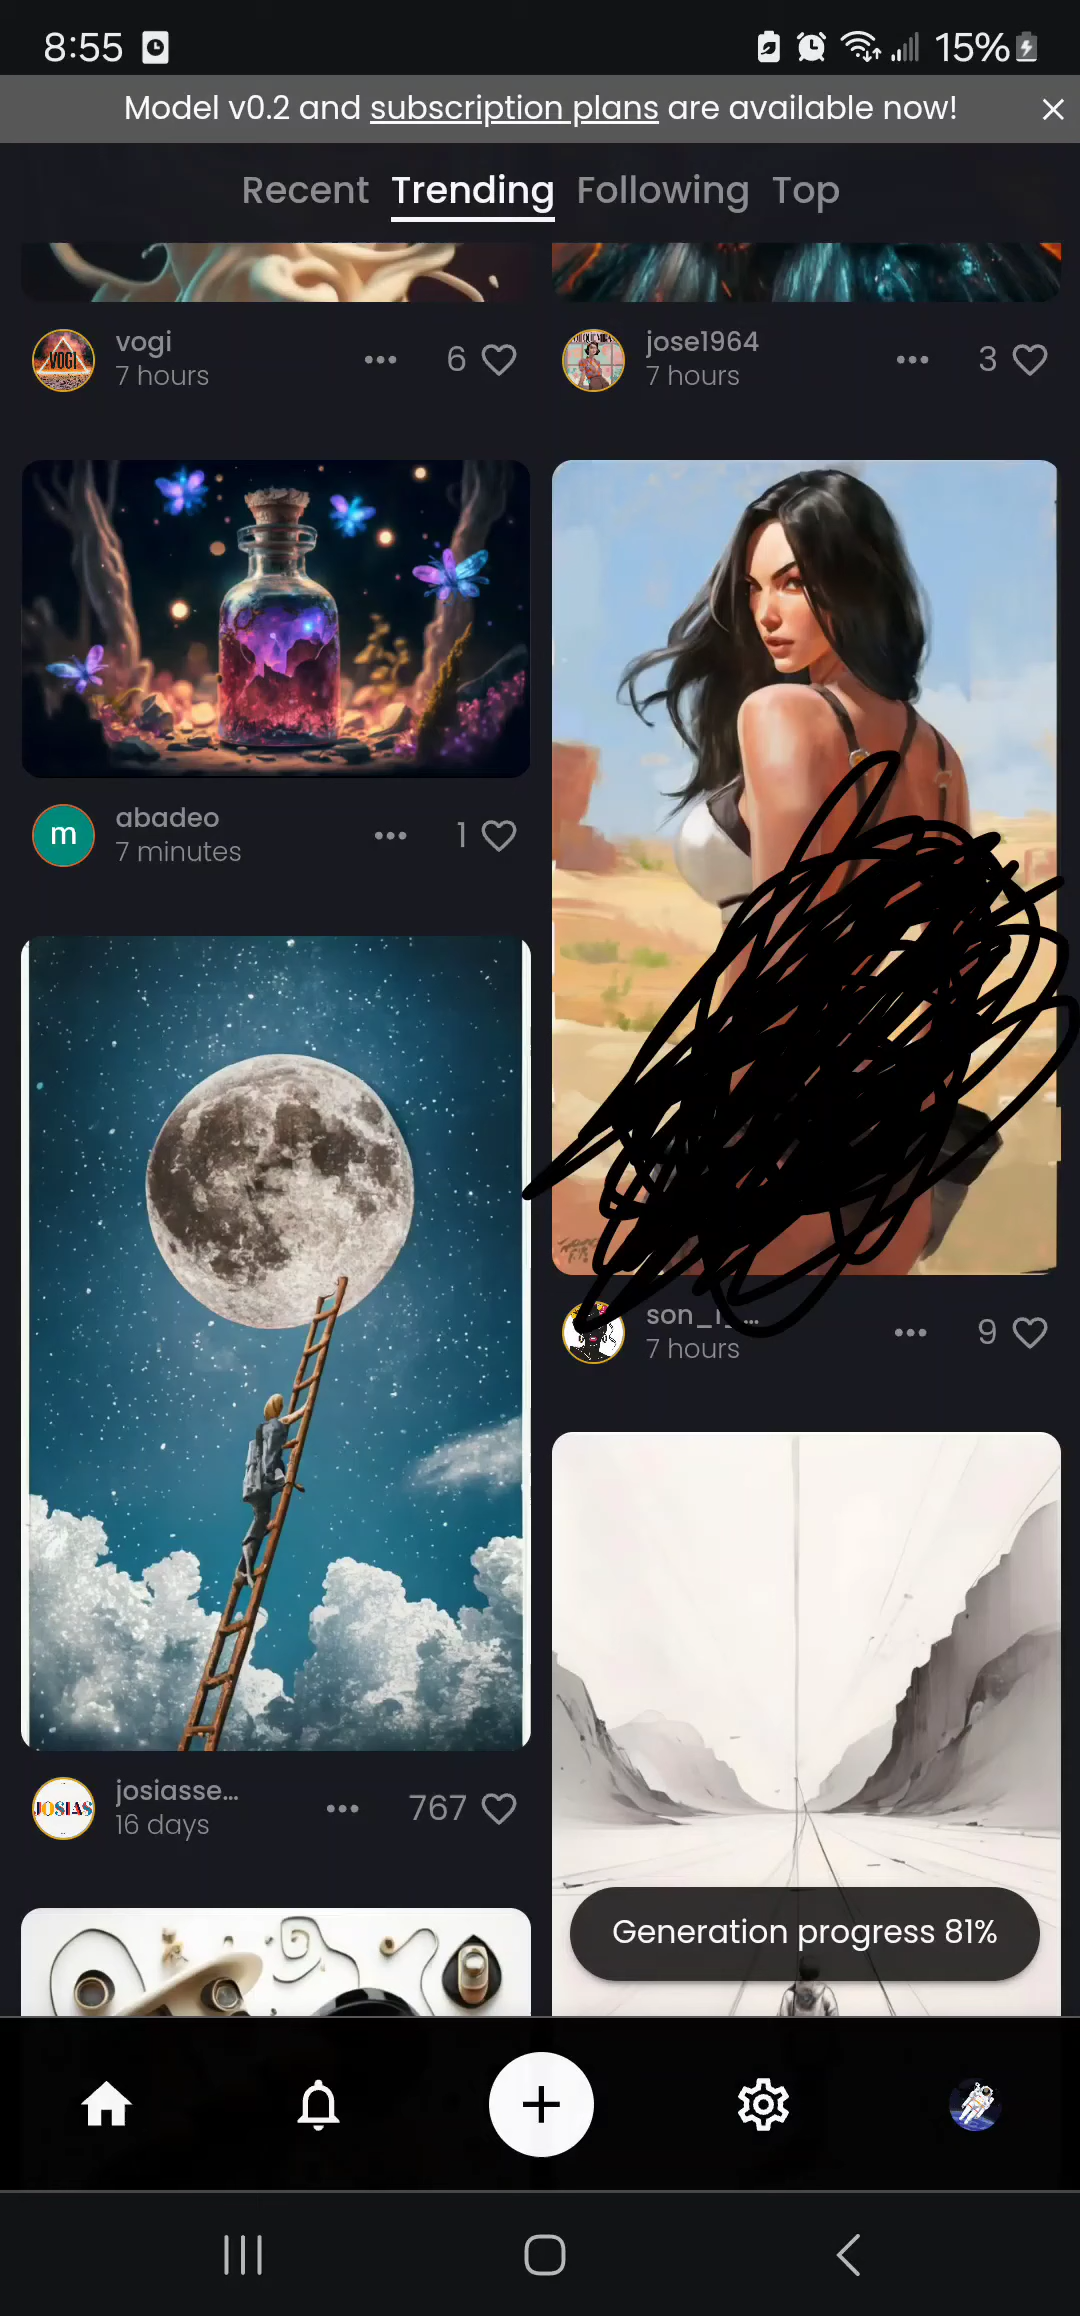 8:55
15%
Model v0.2 and subscription plans are available now!
Recent Trending Following Top
vogi
7 hours
6
jose1964
7 hours
3
VOGI
abadeo
7 minutes
1
m
son_
7 hours
9
josiasse...
16 days
767
JOSIAS
Generation progress 81%